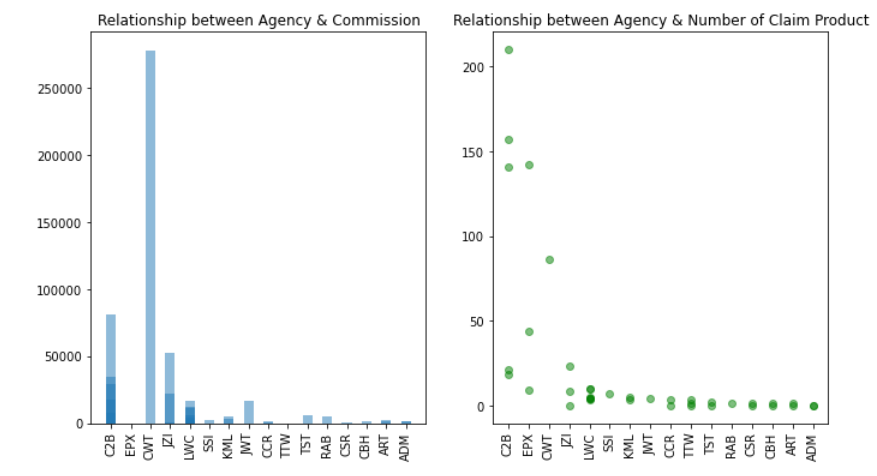 Relationship between Agency & Commission
250000
200000
150000
100000
50000
0
C2B EPX CWT JZI LWC SSI KML JWT CCR TTW TST RAB CSR CBH ART ADM
Relationship between Agency & Number of Claim Product
200
150
100
50
0
C2B EPX CWT JZI LWC SSI KML JWT CCR TTW TST RAB CSR CBH ART ADM